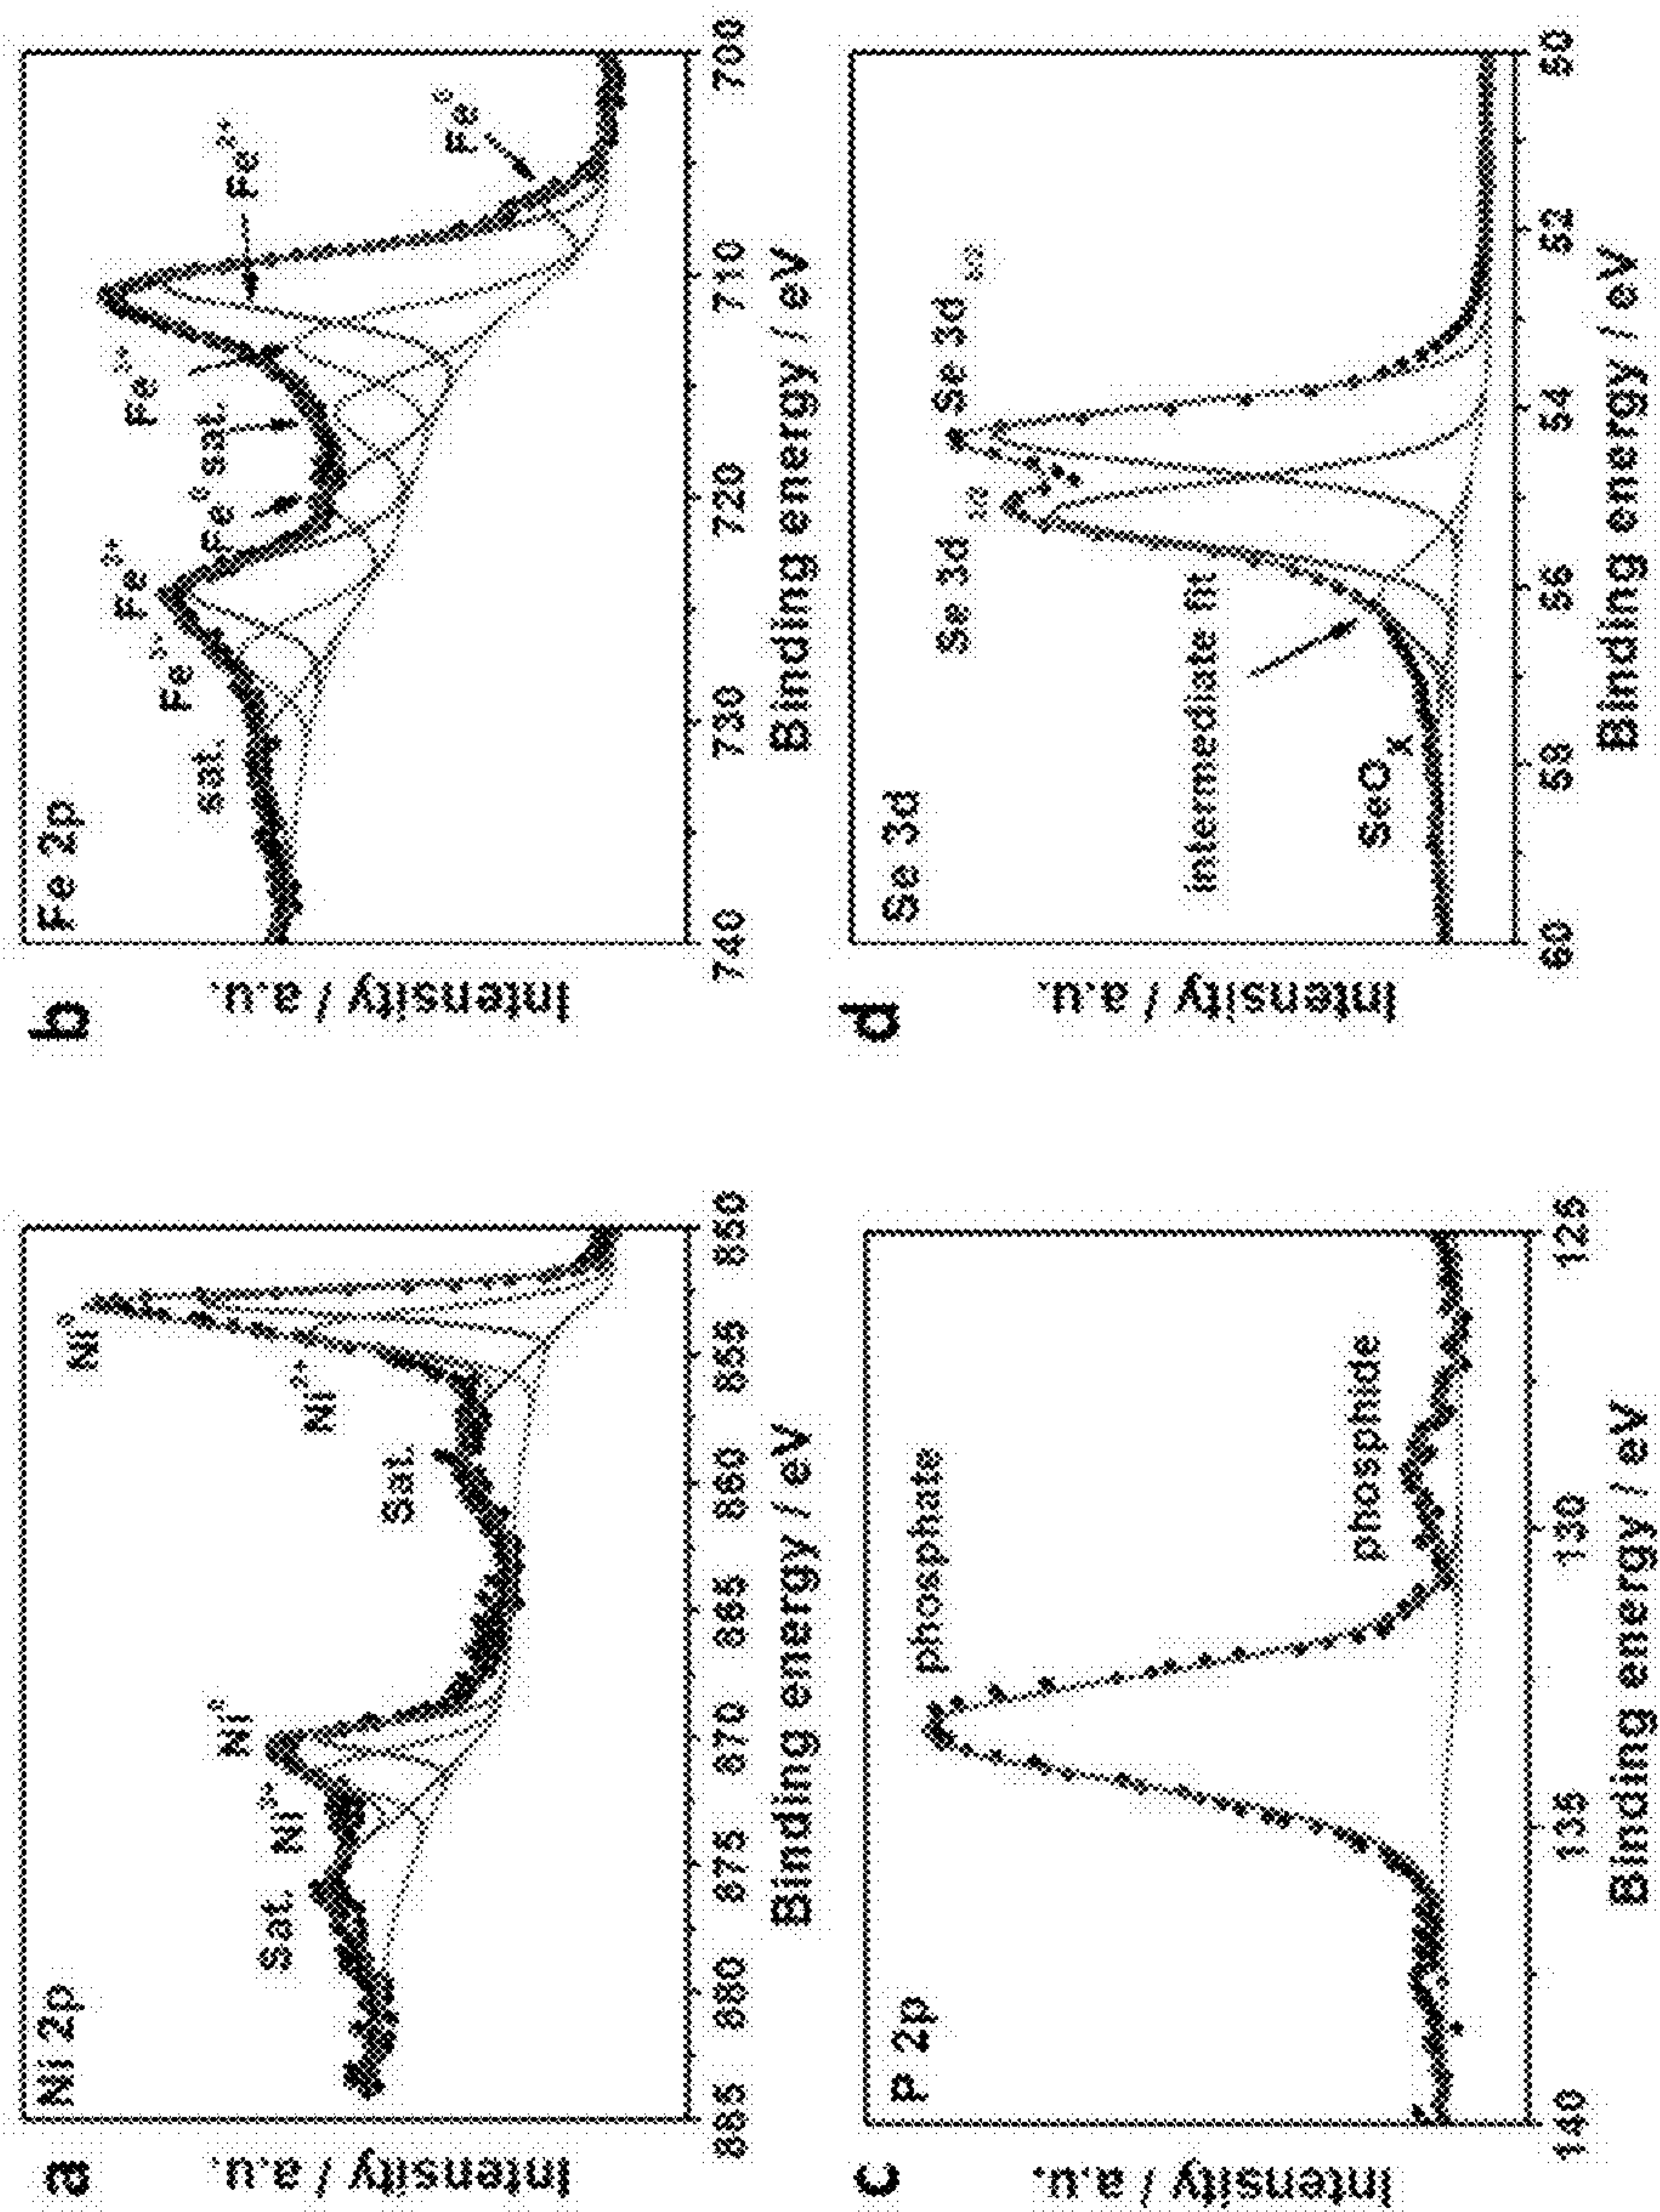 a
Ni 2p
Intensity / a.u.
Sat.
Ni
Ni⁰
Sat.
Ni²⁺
Ni⁰
885 880 875 870 865 860 855 850
Binding energy / eV
b
Fe 2p
Intensity / a.u.
sat.
Fe³⁺
Fe²⁺
Fe⁰ sat.
Fe³⁺
Fe²⁺
Fe⁰
740 730 720 710 700
Binding energy / eV
c
P 2p
Intensity / a.u.
phosphate
phosphide
140 135 130 125
Binding energy / eV
d
Se 3d
Intensity / a.u.
Se 3d
Se 3d
intermediate fit
SeOx
60 58 56 54 52 50
Binding energy / eV